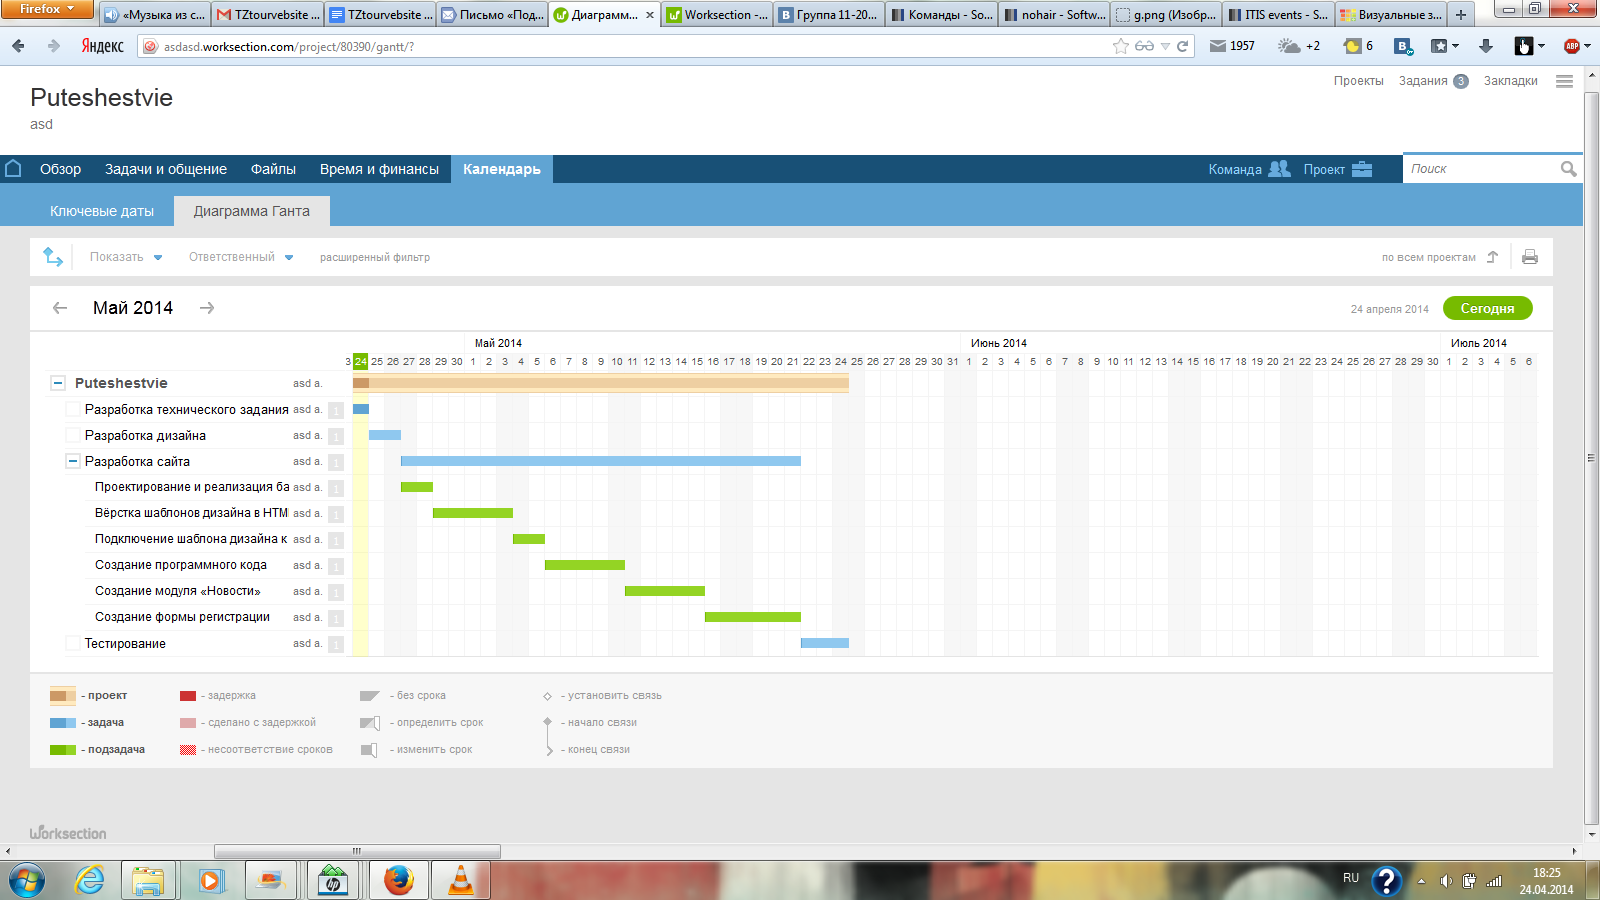 Firefox
«Музыка из с...
TZtourvebsite ...
TZtourvebsite ...
Письмо «Под...
Диаграмм...
Worksection -...
Группа 11-20...
Команды - So...
nohair - Softw...
g.png (Изобр...
ITIS events - S...
Визуальные з...
Яндекс
asdasd.worksection.com/project/80390/gantt/?
1957
+2
6
Puteshestvie
asd
Проекты Задания 3 Закладки
Обзор Задачи и общение Файлы Время и финансы Календарь
Команда Проект Поиск
Ключевые даты Диаграмма Ганта
Показать Ответственный расширенный фильтр
по всем проектам
Май 2014
24 апреля 2014 Сегодня
Май 2014 Июнь 2014 Июль 2014
3 24 25 26 27 28 29 30 1 2 3 4 5 6 7 8 9 10 11 12 13 14 15 16 17 18 19 20 21 22 23 24 25 26 27 28 29 30 31 1 2 3 4 5 6 7 8 9 10 11 12 13 14 15 16 17 18 19 20 21 22 23 24 25 26 27 28 29 30 1 2 3 4 5 6
Puteshestvie asd a.
Разработка технического задания asd a. 1
Разработка дизайна asd a. 1
Разработка сайта asd a. 1
Проектирование и реализация ба asd a. 1
Вёрстка шаблонов дизайна в HTM asd a. 1
Подключение шаблона дизайна к asd a. 1
Создание программного кода asd a. 1
Создание модуля «Новости» asd a. 1
Создание формы регистрации asd a. 1
Тестирование asd a. 1
- проект - задержка - без срока - установить связь
- задача - сделано с задержкой - определить срок - начало связи
- подзадача - несоответствие сроков - изменить срок - конец связи
Worksection
RU
18:25
24.04.2014